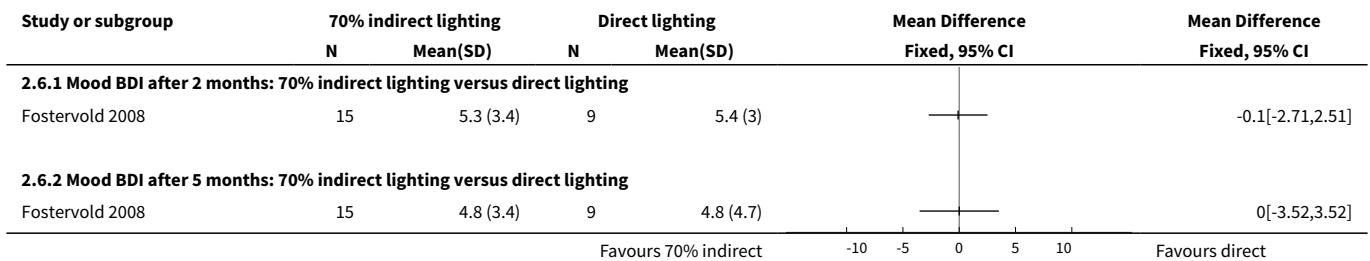 Study or subgroup 70% indirect lighting Direct lighting Mean Difference Mean Difference
N Mean(SD) N Mean(SD) Fixed, 95% CI Fixed, 95% CI
2.6.1 Mood BDI after 2 months: 70% indirect lighting versus direct lighting
Fostervold 2008 15 5.3 (3.4) 9 5.4 (3) -0.1[-2.71,2.51]
2.6.2 Mood BDI after 5 months: 70% indirect lighting versus direct lighting
Fostervold 2008 15 4.8 (3.4) 9 4.8 (4.7) 0[-3.52,3.52]
Favours 70% indirect -10 -5 0 5 10 Favours direct